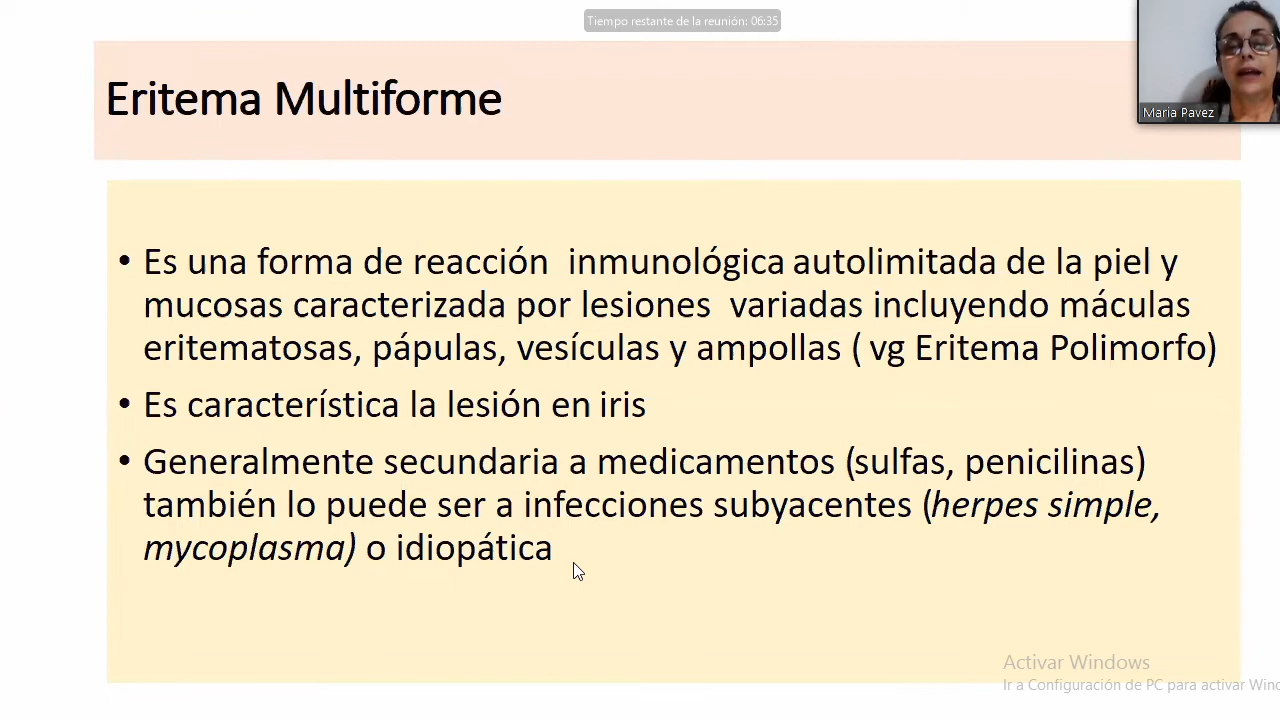 Tiempo restante de la reunión: 06:35
Eritema Multiforme
Maria Pavez
• Es una forma de reacción inmunológica autolimitada de la piel y
mucosas caracterizada por lesiones variadas incluyendo máculas
eritematosas, pápulas, vesículas y ampollas ( vg Eritema Polimorfo)
• Es característica la lesión en iris
• Generalmente secundaria a medicamentos (sulfas, penicilinas)
también lo puede ser a infecciones subyacentes (herpes simple,
mycoplasma) o idiopática
Activar Windows
Ir a Configuración de PC para activar Wind